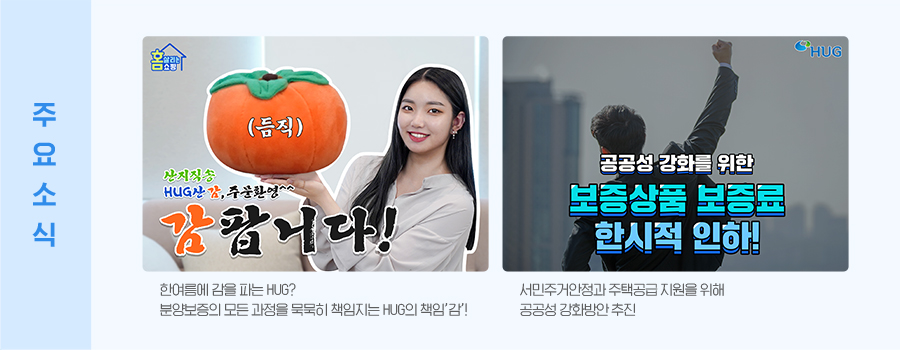 주요소식
홈
살리는
쇼핑
(듬직)
산지직송
HUG산 감, 주문환영^^
감팝니다!
한여름에 감을 파는 HUG?
분양보증의 모든 과정을 묵묵히 책임지는 HUG의 책임'감'!
HUG
공공성 강화를 위한
보증상품 보증료
한시적 인하!
서민주거안정과 주택공급 지원을 위해
공공성 강화방안 추진